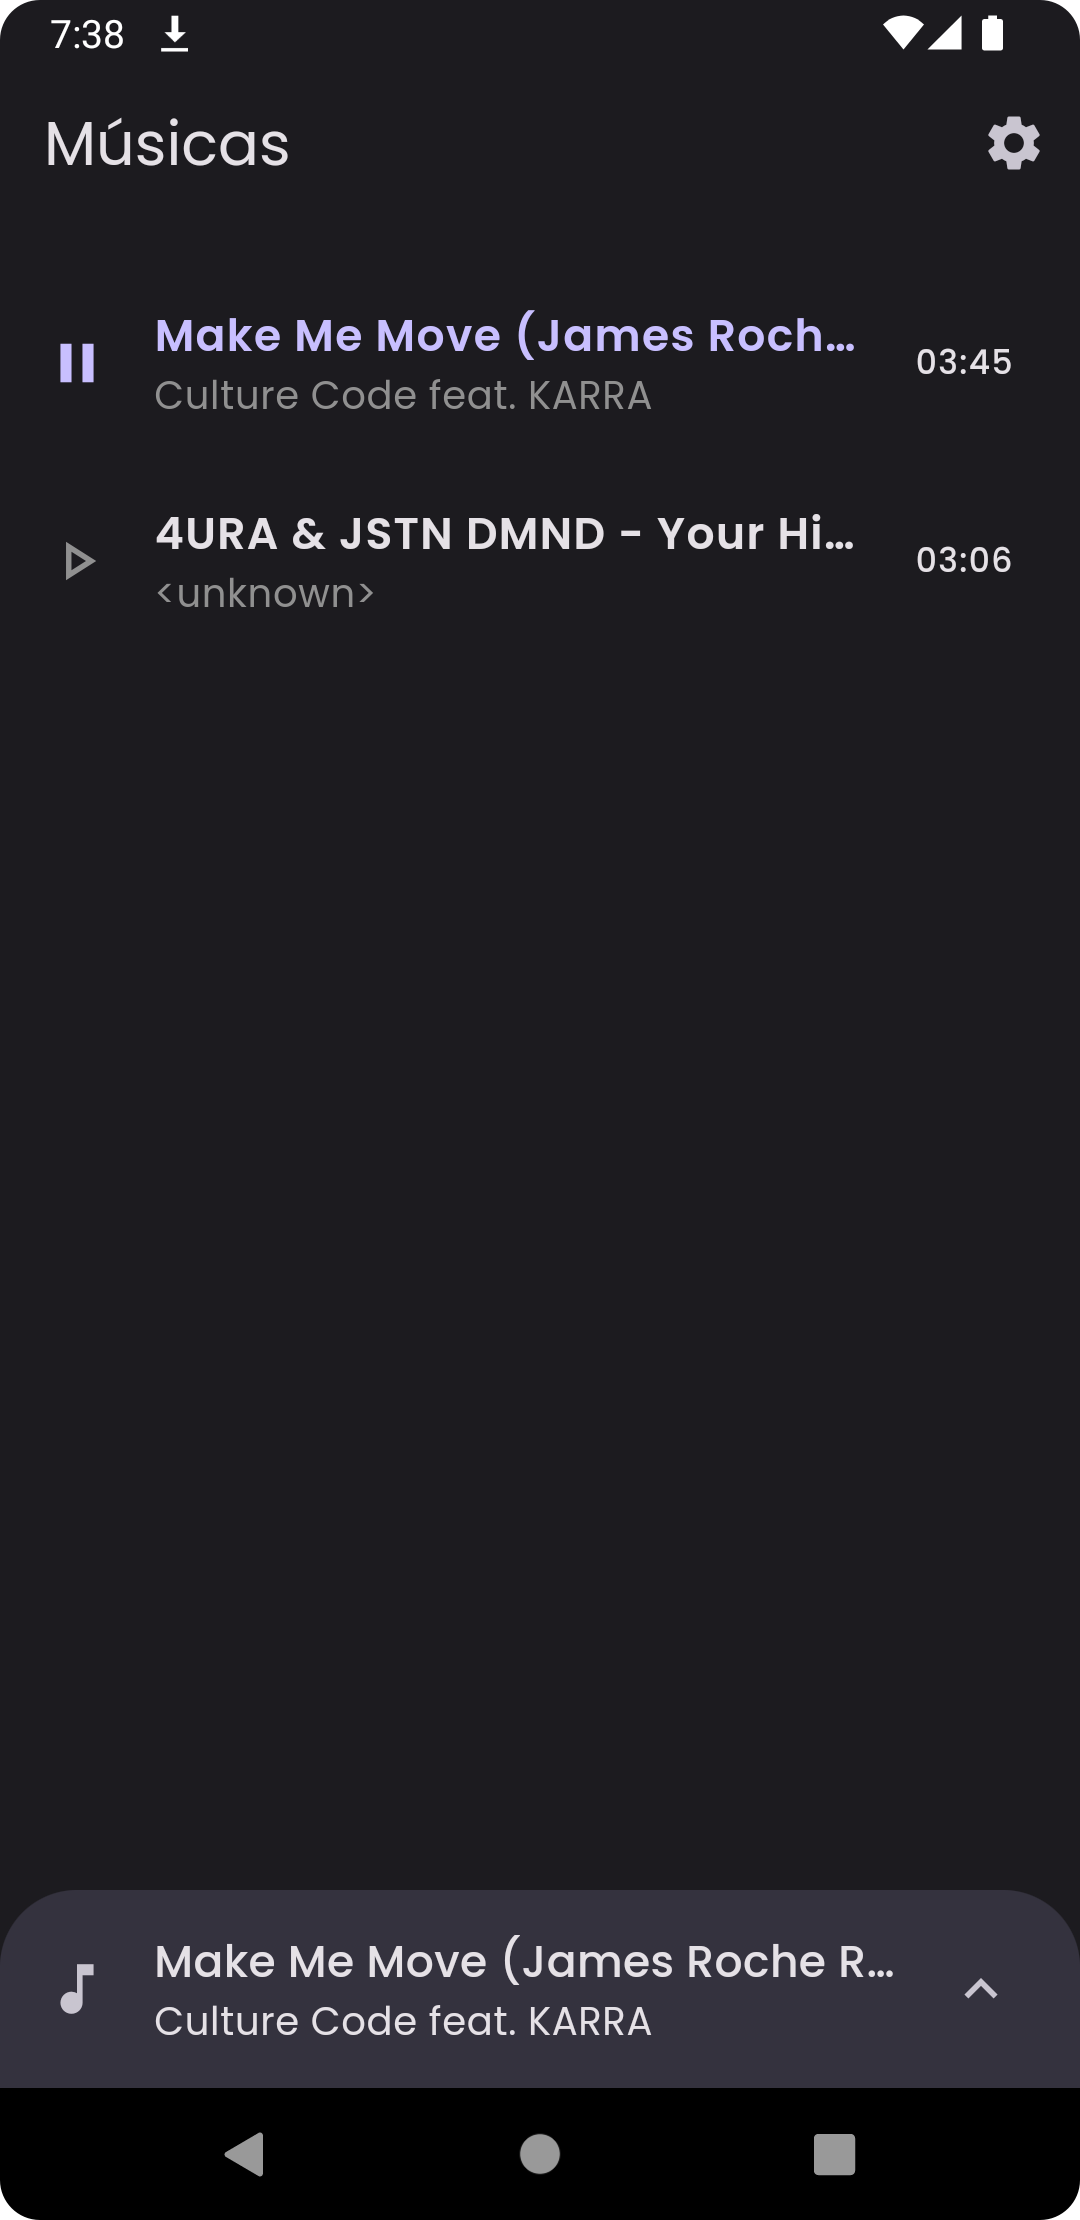 7:38
Músicas
Make Me Move (James Roch...
03:45
Culture Code feat. KARRA
4URA & JSTN DMND - Your Hi...
03:06
<unknown>
Make Me Move (James Roche R...
Culture Code feat. KARRA